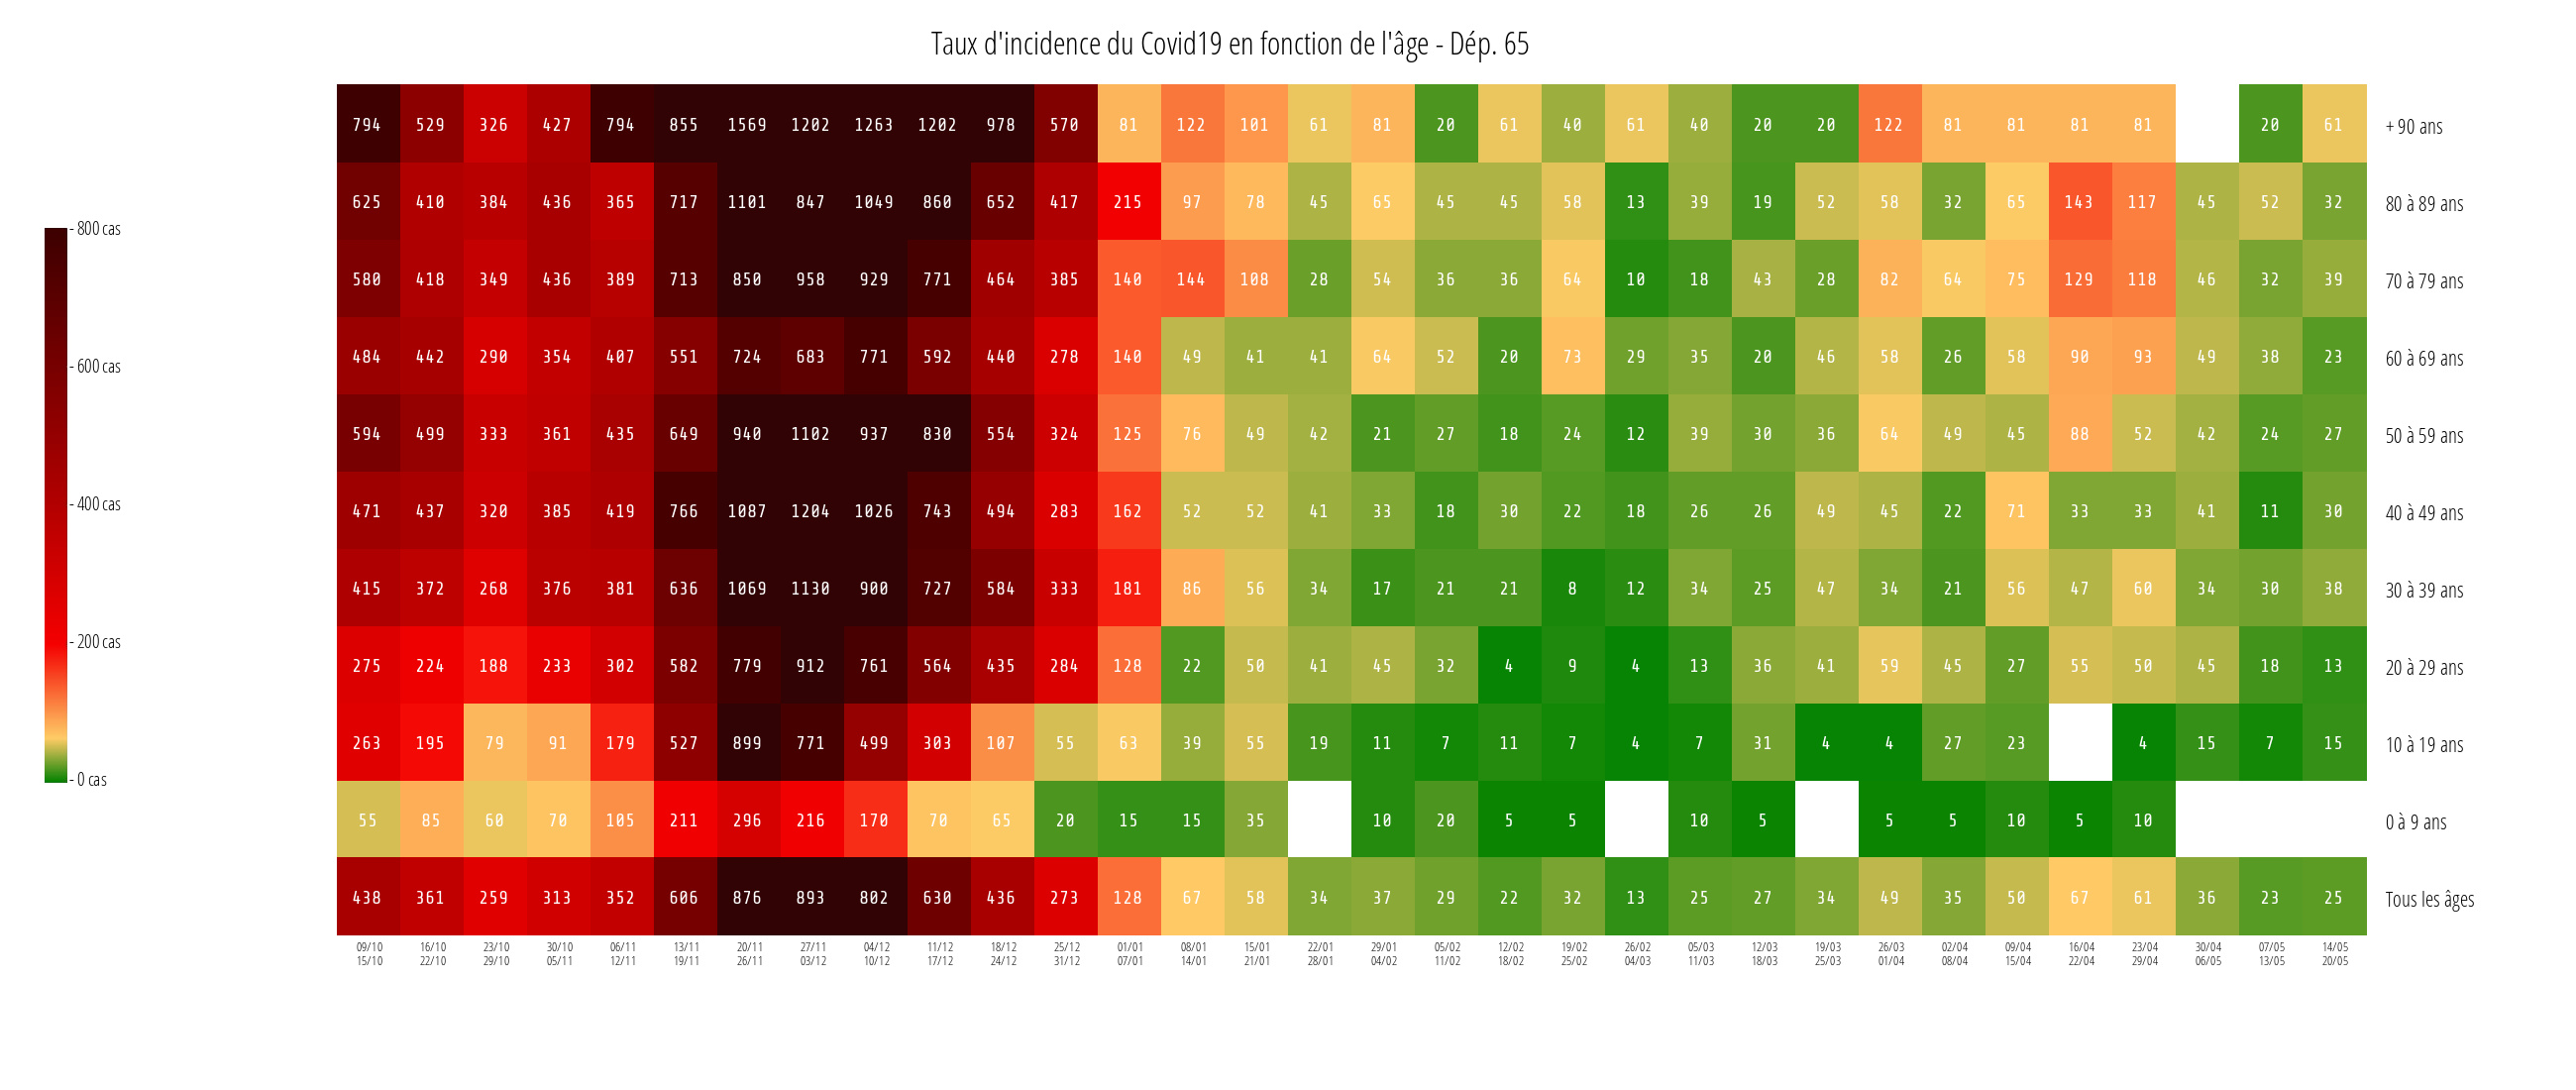 Taux d'incidence du Covid19 en fonction de l'âge - Dép. 65
- 800 cas
- 600 cas
- 400 cas
- 200 cas
- 0 cas
794 529 326 427 794 855 1569 1202 1263 1202 978 570 81 122 101 61 81 20 61 40 61 40 20 20 122 81 81 81 81 20 61 + 90 ans
625 410 384 436 365 717 1101 847 1049 860 652 417 215 97 78 45 65 45 45 58 13 39 19 52 58 32 65 143 117 45 52 32 80 à 89 ans
580 418 349 436 389 713 850 958 929 771 464 385 140 144 108 28 54 36 36 64 10 18 43 28 82 64 75 129 118 46 32 39 70 à 79 ans
484 442 290 354 407 551 724 683 771 592 440 278 140 49 41 41 64 52 20 73 29 35 20 46 58 26 58 90 93 49 38 23 60 à 69 ans
594 499 333 361 435 649 940 1102 937 830 554 324 125 76 49 42 21 27 18 24 12 39 30 36 64 49 45 88 52 42 24 27 50 à 59 ans
471 437 320 385 419 766 1087 1204 1026 743 494 283 162 52 52 41 33 18 30 22 18 26 26 49 45 22 71 33 33 41 11 30 40 à 49 ans
415 372 268 376 381 636 1069 1130 900 727 584 333 181 86 56 34 17 21 21 8 12 34 25 47 34 21 56 47 60 34 30 38 30 à 39 ans
275 224 188 233 302 582 779 912 761 564 435 284 128 22 50 41 45 32 4 9 4 13 36 41 59 45 27 55 50 45 18 13 20 à 29 ans
263 195 79 91 179 527 899 771 499 303 107 55 63 39 55 19 11 7 11 7 4 7 31 4 4 27 23 4 15 7 15 10 à 19 ans
55 85 60 70 105 211 296 216 170 70 65 20 15 15 35 10 20 5 5 10 5 5 5 10 5 10 0 à 9 ans
438 361 259 313 352 606 876 893 802 630 436 273 128 67 58 34 37 29 22 32 13 25 27 34 49 35 50 67 61 36 23 25 Tous les âges
09/10 16/10 23/10 30/10 06/11 13/11 20/11 27/11 04/12 11/12 18/12 25/12 01/01 08/01 15/01 22/01 29/01 05/02 12/02 19/02 26/02 05/03 12/03 19/03 26/03 02/04 09/04 16/04 23/04 30/04 07/05 14/05
15/10 22/10 29/10 05/11 12/11 19/11 26/11 03/12 10/12 17/12 24/12 31/12 07/01 14/01 21/01 28/01 04/02 11/02 18/02 25/02 04/03 11/03 18/03 25/03 01/04 08/04 15/04 22/04 29/04 06/05 13/05 20/05